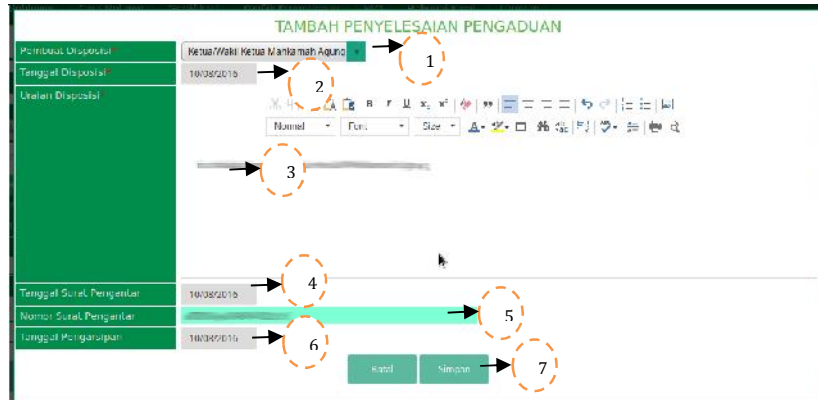 TAMBAH PENYELESAIAN PENGADUAN
Pembuat Disposisi* Ketua/Wakil Ketua Mahkamah Agung 1
Tanggal Disposisi* 10/08/2016 2
Uraian Disposisi
Normal Font Size
3
4
Tanggal Surat Pengantar 10/08/2016
Nomor Surat Pengantar 5
Tanggal Pengarsipan 10/08/2016 6
Batal Simpan 7